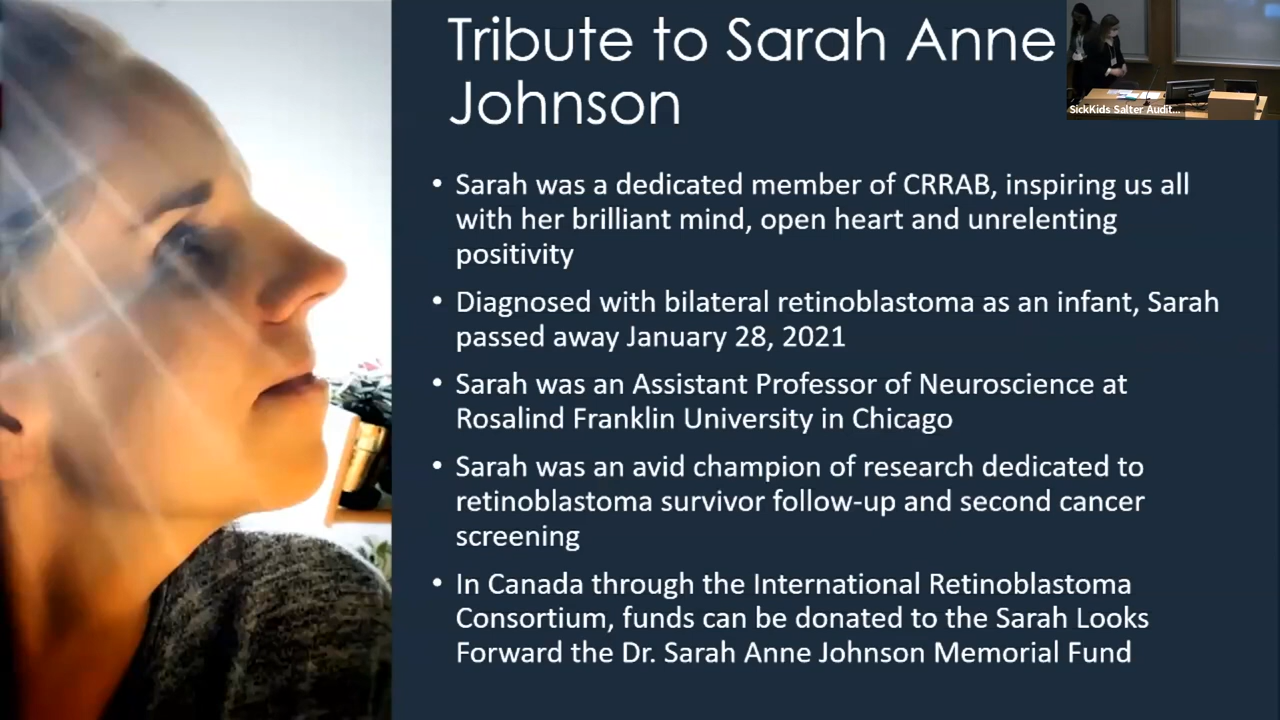 Tribute to Sarah Anne
Johnson
SickKids Salter Audit...
• Sarah was a dedicated member of CRRAB, inspiring us all
with her brilliant mind, open heart and unrelenting
positivity
• Diagnosed with bilateral retinoblastoma as an infant, Sarah
passed away January 28, 2021
• Sarah was an Assistant Professor of Neuroscience at
Rosalind Franklin University in Chicago
• Sarah was an avid champion of research dedicated to
retinoblastoma survivor follow-up and second cancer
screening
• In Canada through the International Retinoblastoma
Consortium, funds can be donated to the Sarah Looks
Forward the Dr. Sarah Anne Johnson Memorial Fund